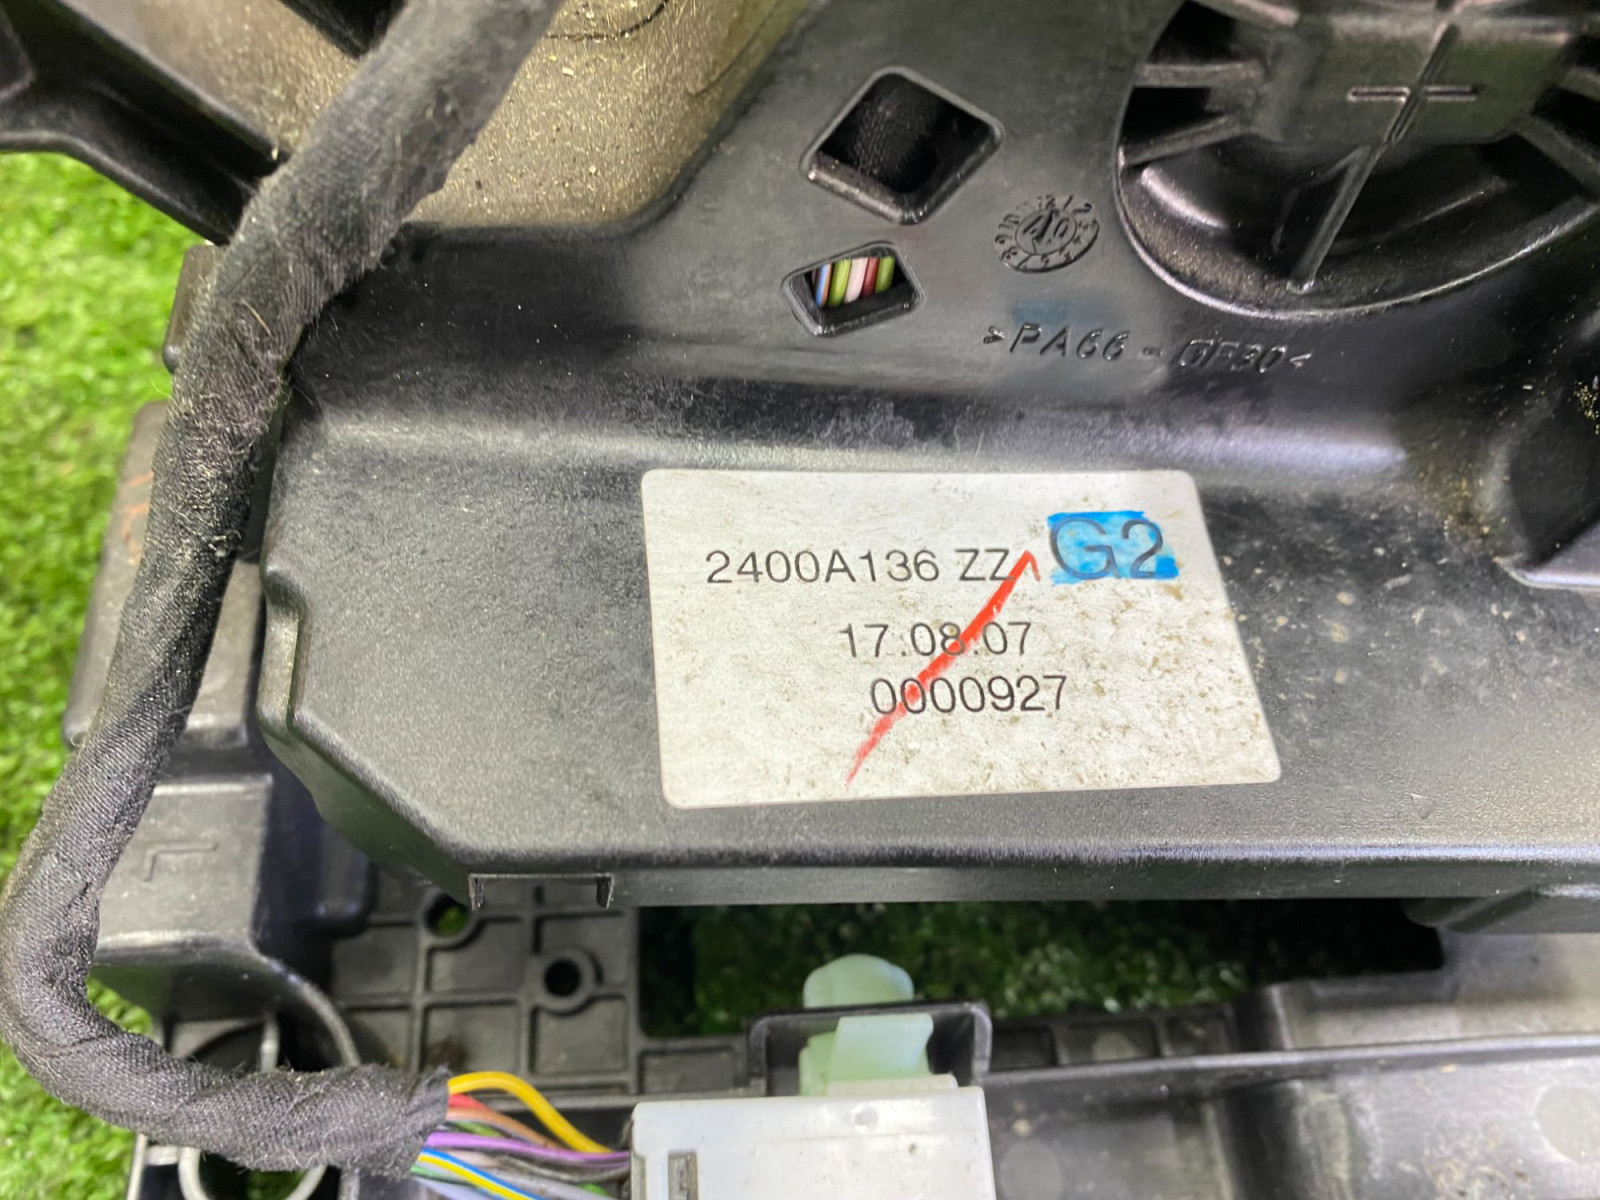 >PA66-GF30<
2400A136 ZZ G2
17.08.07
0000927